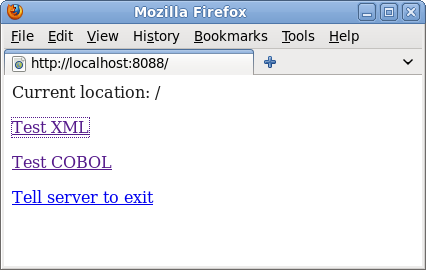 Mozilla Firefox
File Edit View History Bookmarks Tools Help
http://localhost:8088/
Current location: /
Test XML
Test COBOL
Tell server to exit